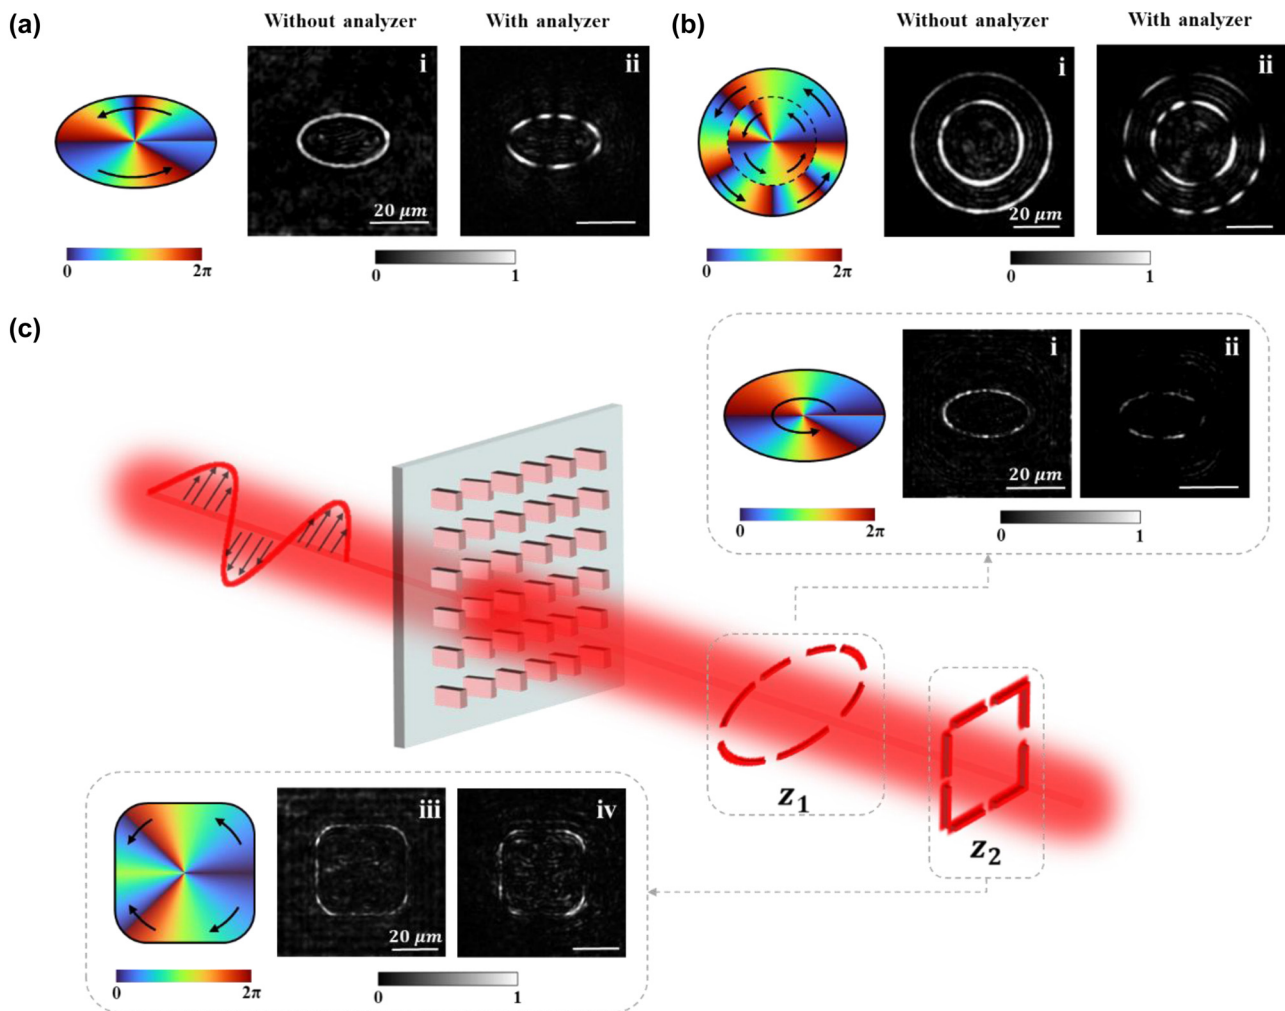 (a)
Without analyzer
With analyzer
i
ii
20 μm
0
2π
0
1
(b)
Without analyzer
With analyzer
i
ii
20 μm
0
2π
0
1
(c)
i
ii
20 μm
0
2π
0
1
z1
z2
iii
iv
20 μm
0
2π
0
1